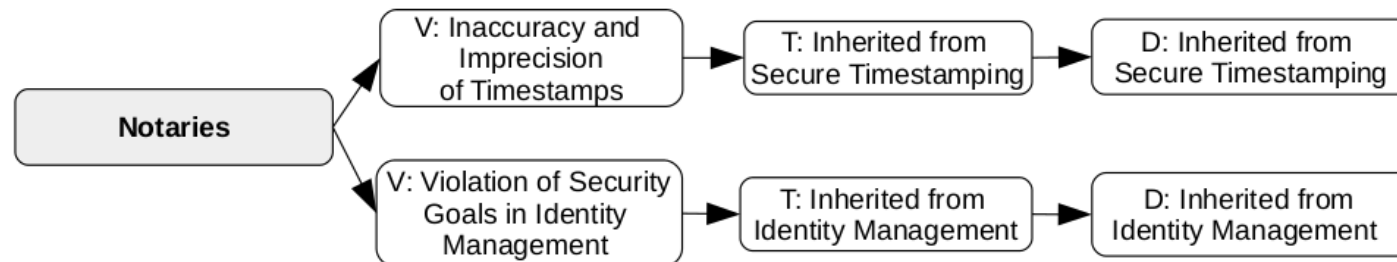 Notaries
V: Inaccuracy and
Imprecision
of Timestamps
T: Inherited from
Secure Timestamping
D: Inherited from
Secure Timestamping
V: Violation of Security
Goals in Identity
Management
T: Inherited from
Identity Management
D: Inherited from
Identity Management